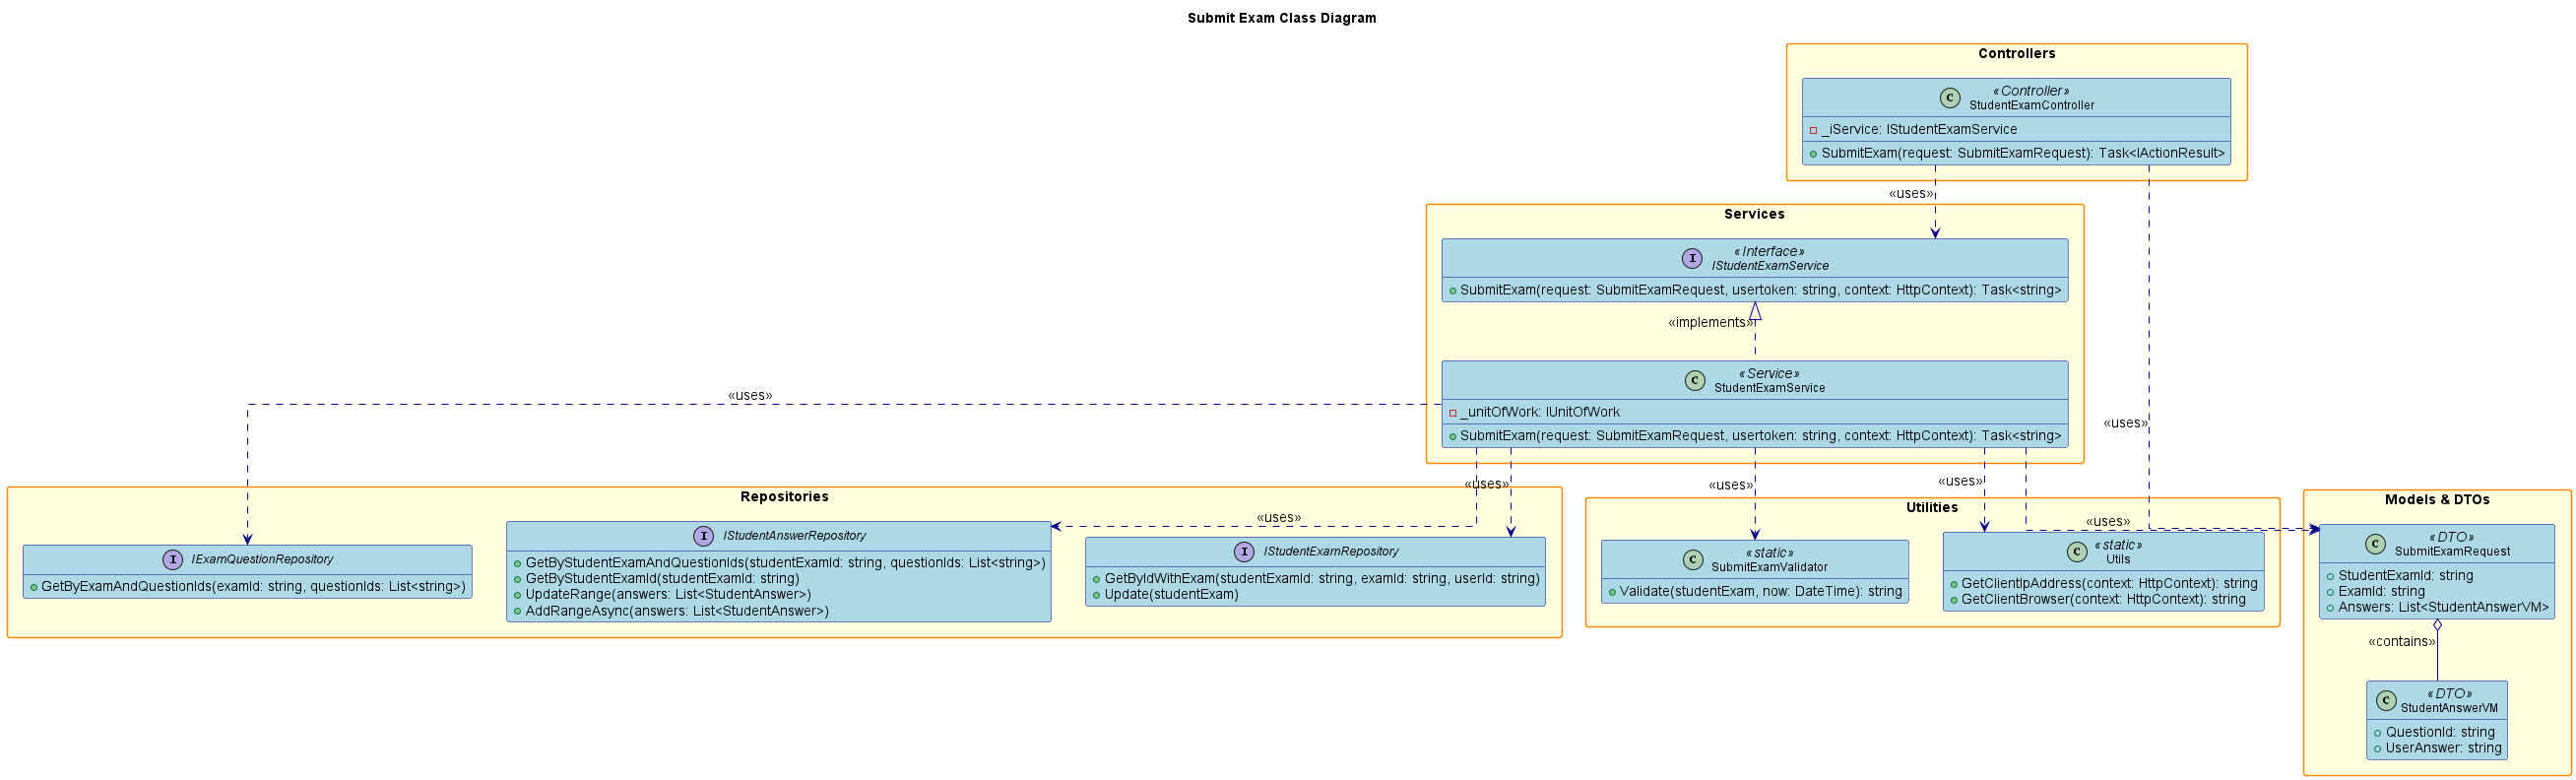 Submit Exam Class Diagram
Controllers
C
«Controller»
StudentExamController
_iService: IStudentExamService
SubmitExam(request: SubmitExamRequest): Task<IActionResult>
«uses»
Services
I
«Interface»
IStudentExamService
SubmitExam(request: SubmitExamRequest, usertoken: string, context: HttpContext): Task<string>
«implements»
C
«Service»
StudentExamService
_unitOfWork: IUnitOfWork
SubmitExam(request: SubmitExamRequest, usertoken: string, context: HttpContext): Task<string>
«uses»
«uses»
«uses»
«uses»
«uses»
«uses»
«uses»
Repositories
I
IExamQuestionRepository
GetByExamAndQuestionIds(examId: string, questionIds: List<string>)
I
IStudentAnswerRepository
GetByStudentExamAndQuestionIds(studentExamId: string, questionIds: List<string>)
GetByStudentExamId(studentExamId: string)
UpdateRange(answers: List<StudentAnswer>)
AddRangeAsync(answers: List<StudentAnswer>)
I
IStudentExamRepository
GetByIdWithExam(studentExamId: string, examId: string, userId: string)
Update(studentExam)
Utilities
C
«static»
SubmitExamValidator
Validate(studentExam, now: DateTime): string
C
«static»
Utils
GetClientIpAddress(context: HttpContext): string
GetClientBrowser(context: HttpContext): string
Models & DTOs
C
«DTO»
SubmitExamRequest
StudentExamId: string
ExamId: string
Answers: List<StudentAnswerVM>
«contains»
C
«DTO»
StudentAnswerVM
QuestionId: string
UserAnswer: string